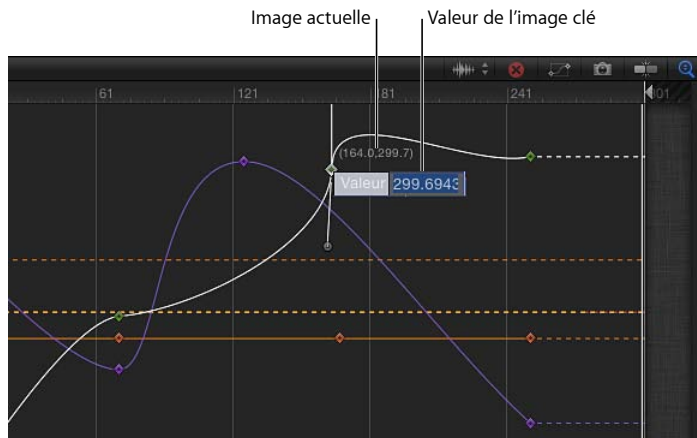 Image actuelle
Valeur de l’image clé
61
121
81
241
01
(164.0,299.7)
Valeur 299.6943